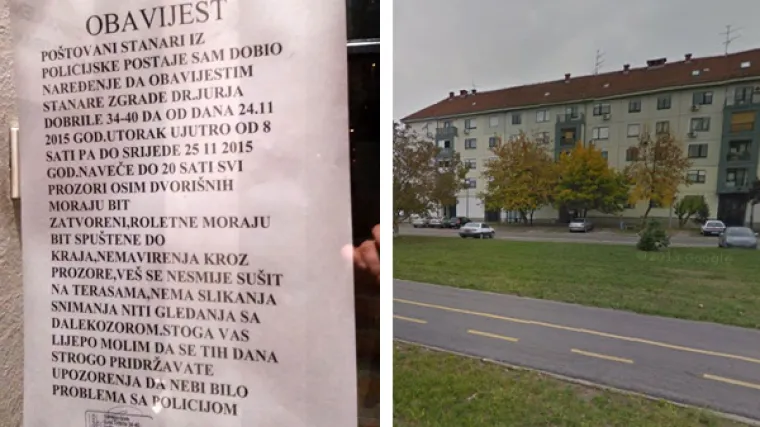 OBAVIJEST
POŠTOVANI STANARI IZ
POLICIJSKE POSTAJE SAM DOBIO
NAREĐENJE DA OBAVIJESTIM
STANARE ZGRADE DR.JURJA
DOBRILE 34-40 DA OD DANA 24.11
2015 GOD.UTORAK UJUTRO OD 8
SATI PA DO SRIJEDE 25 11 2015
GOD.NAVEČE DO 20 SATI SVI
PROZORI OSIM DVORIŠNIH
MORAJU BIT
ZATVORENI,ROLETNE MORAJU
BIT SPUŠTENE DO
KRAJA,NEMAVIRENJA KROZ
PROZORE,VEŠ SE NESMIJE SUŠIT
NA TERASAMA,NEMA SLIKANJA
SNIMANJA NITI GLEDANJA SA
DALEKOZOROM.STOGA VAS
LIJEPO MOLIM DA SE TIH DANA
STROGO PRIDRŽAVATE
UPOZORENJA DA NEBI BILO
PROBLEMA SA POLICIJOM